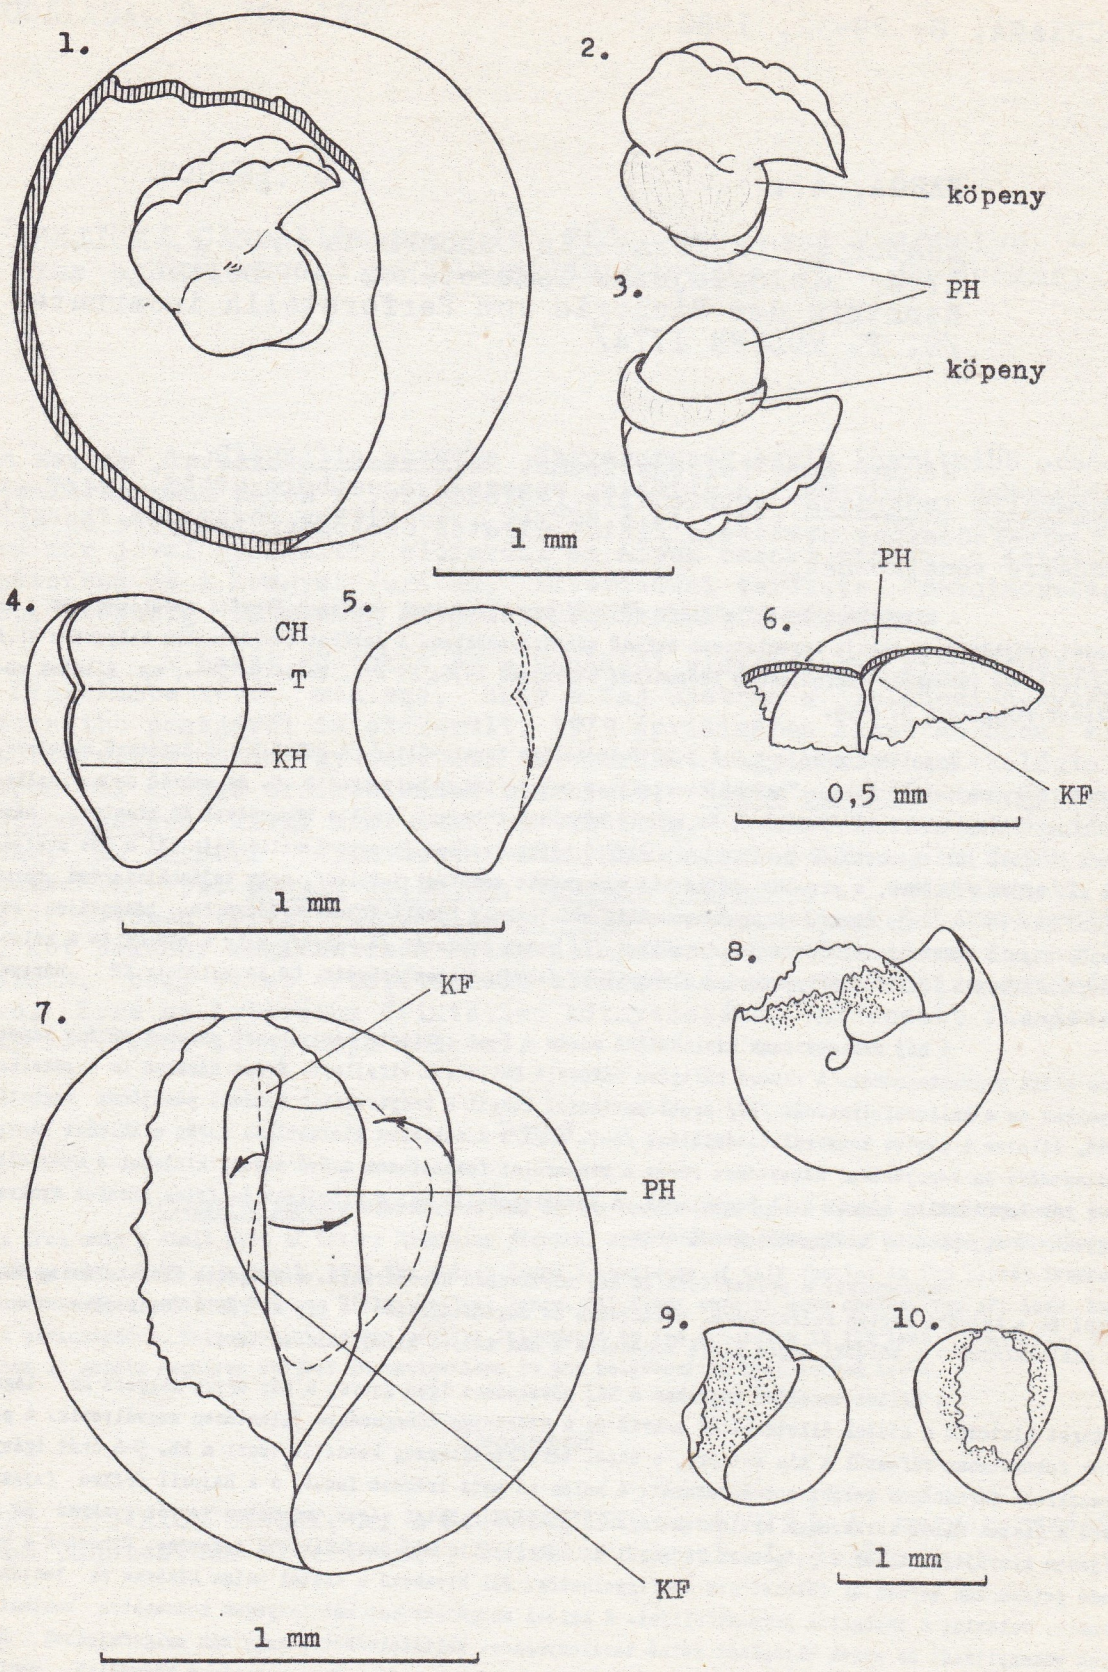 1.
2.
köpeny
PH
3.
köpeny
1 mm
4.
CH
T
KH
5.
PH
6.
KF
0,5 mm
1 mm
7.
KF
8.
PH
9.
10.
KF
1 mm
1 mm